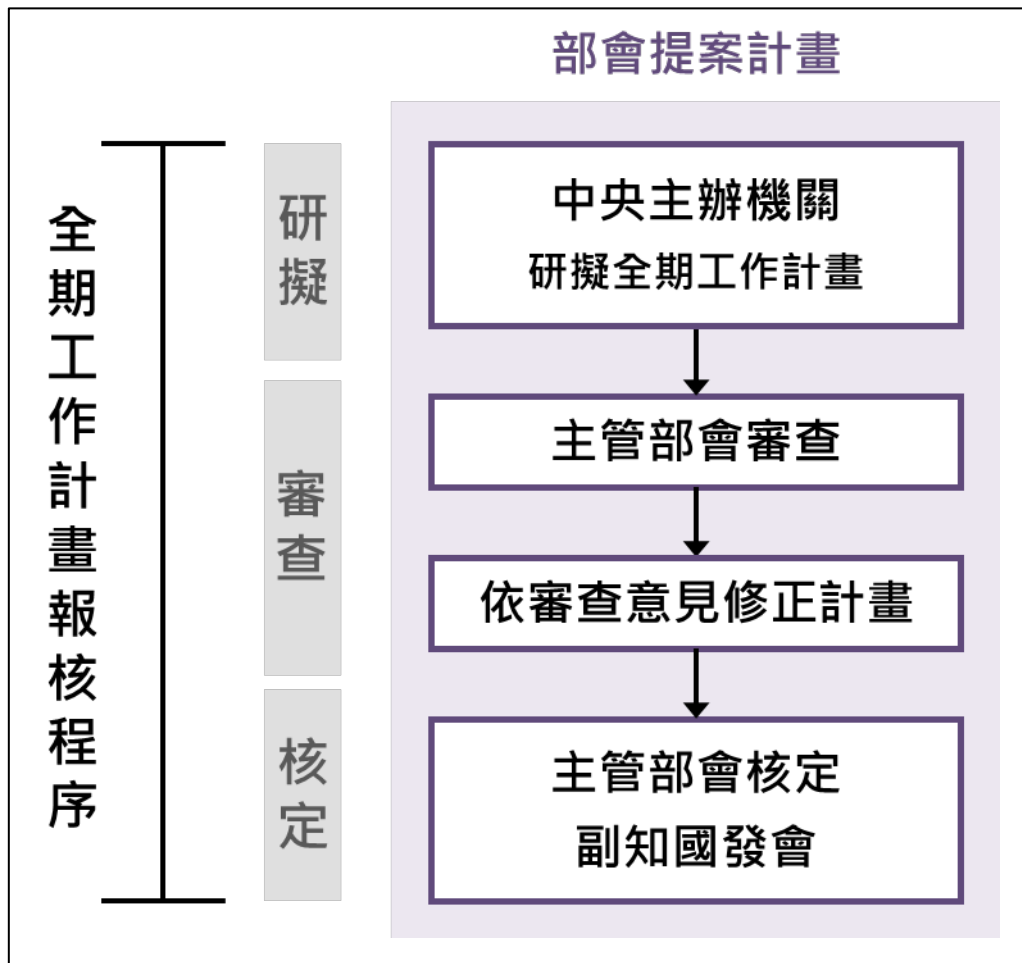 部會提案計畫
全期工作計畫報核程序
研擬
中央主辦機關
研擬全期工作計畫
審查
主管部會審查
依審查意見修正計畫
核定
主管部會核定
副知國發會